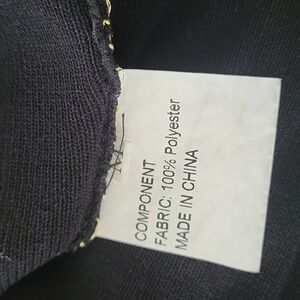 M
COMPONENT
FABRIC: 100% Polyester
MADE IN CHINA